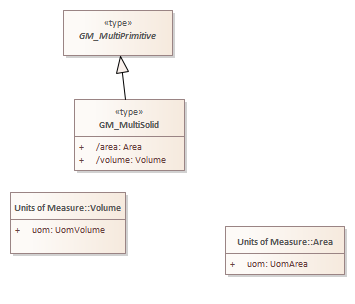 «type»
GM_MultiPrimitive
«type»
GM_MultiSolid
+ /area: Area
+ /volume: Volume
Units of Measure::Volume
+ uom: UomVolume
Units of Measure::Area
+ uom: UomArea